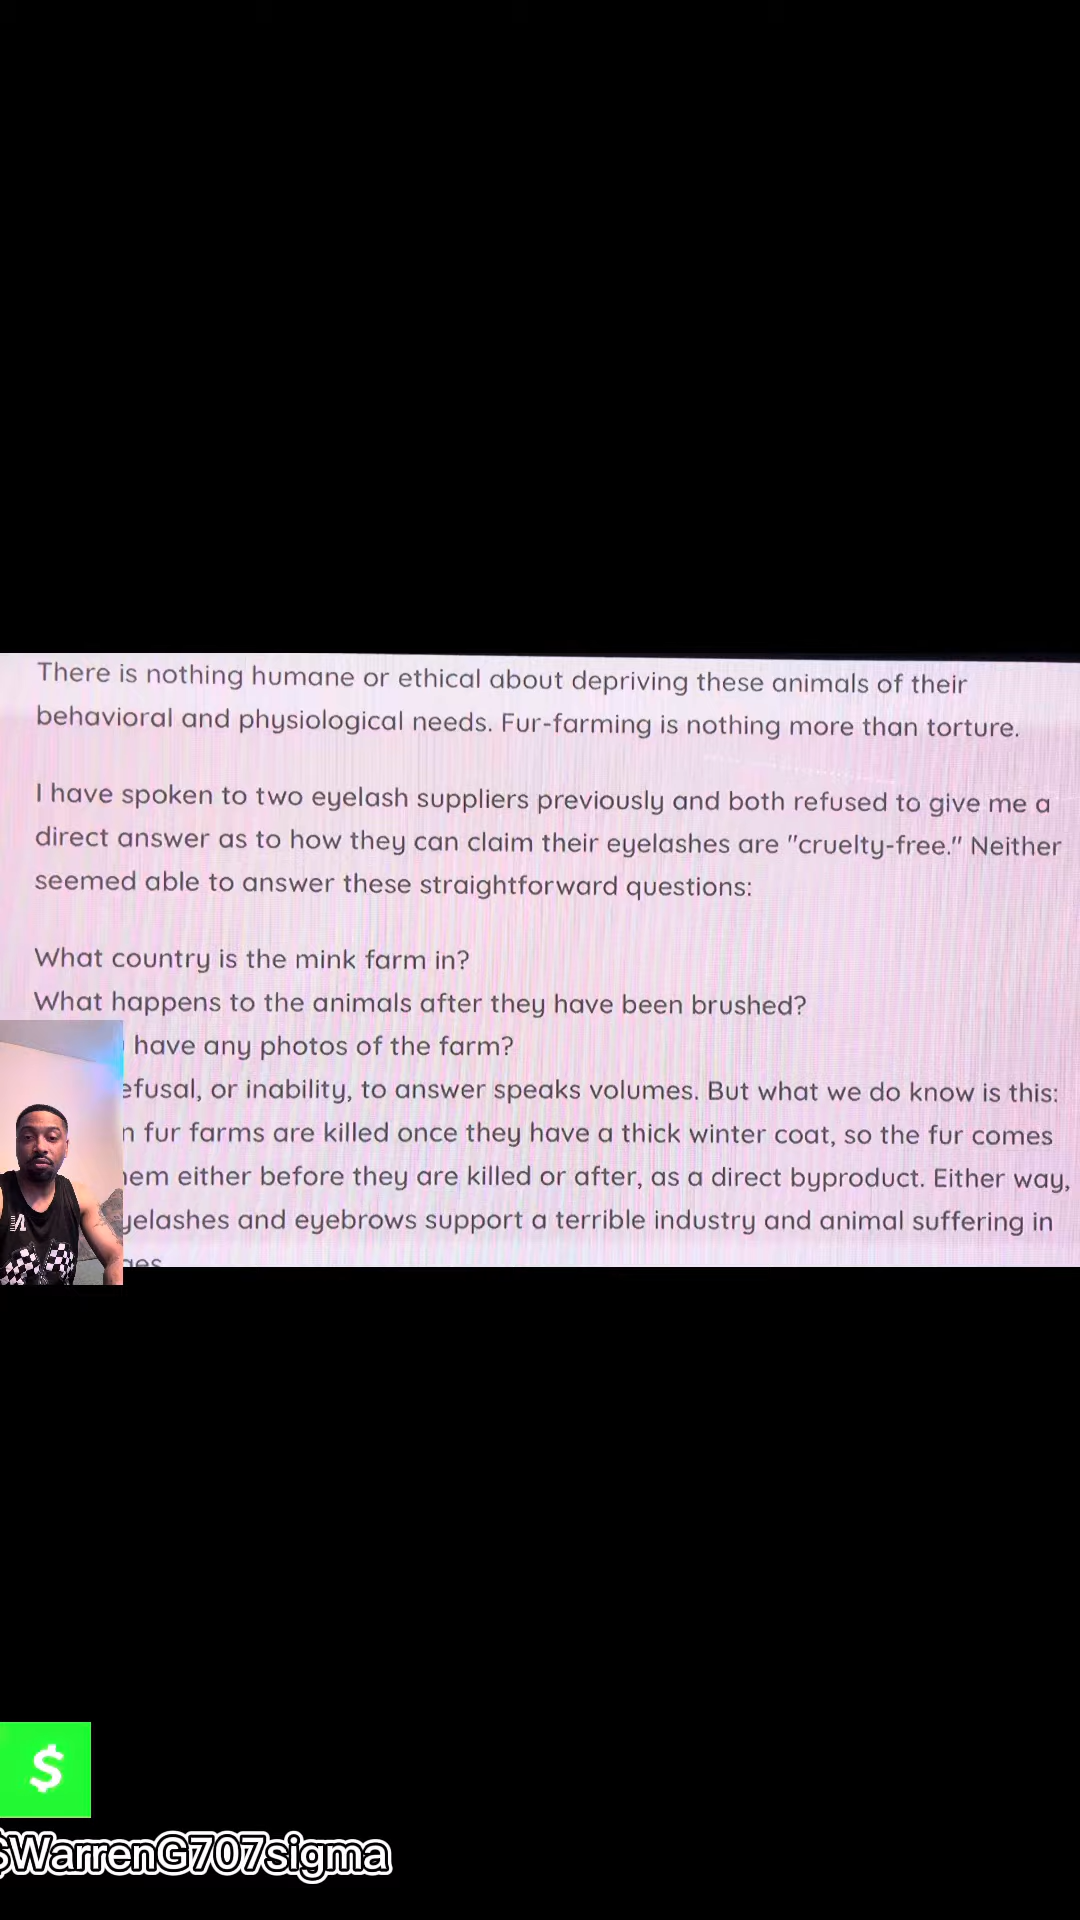 There is nothing humane or ethical about depriving these animals of their
behavioral and physiological needs. Fur-farming is nothing more than torture.
I have spoken to two eyelash suppliers previously and both refused to give me a
direct answer as to how they can claim their eyelashes are "cruelty-free." Neither
seemed able to answer these straightforward questions:
What country is the mink farm in?
What happens to the animals after they have been brushed?
have any photos of the farm?
efusal, or inability, to answer speaks volumes. But what we do know is this:
n fur farms are killed once they have a thick winter coat, so the fur comes
em either before they are killed or after, as a direct byproduct. Either way,
yelashes and eyebrows support a terrible industry and animal suffering in
$
$WarrenG707sigma